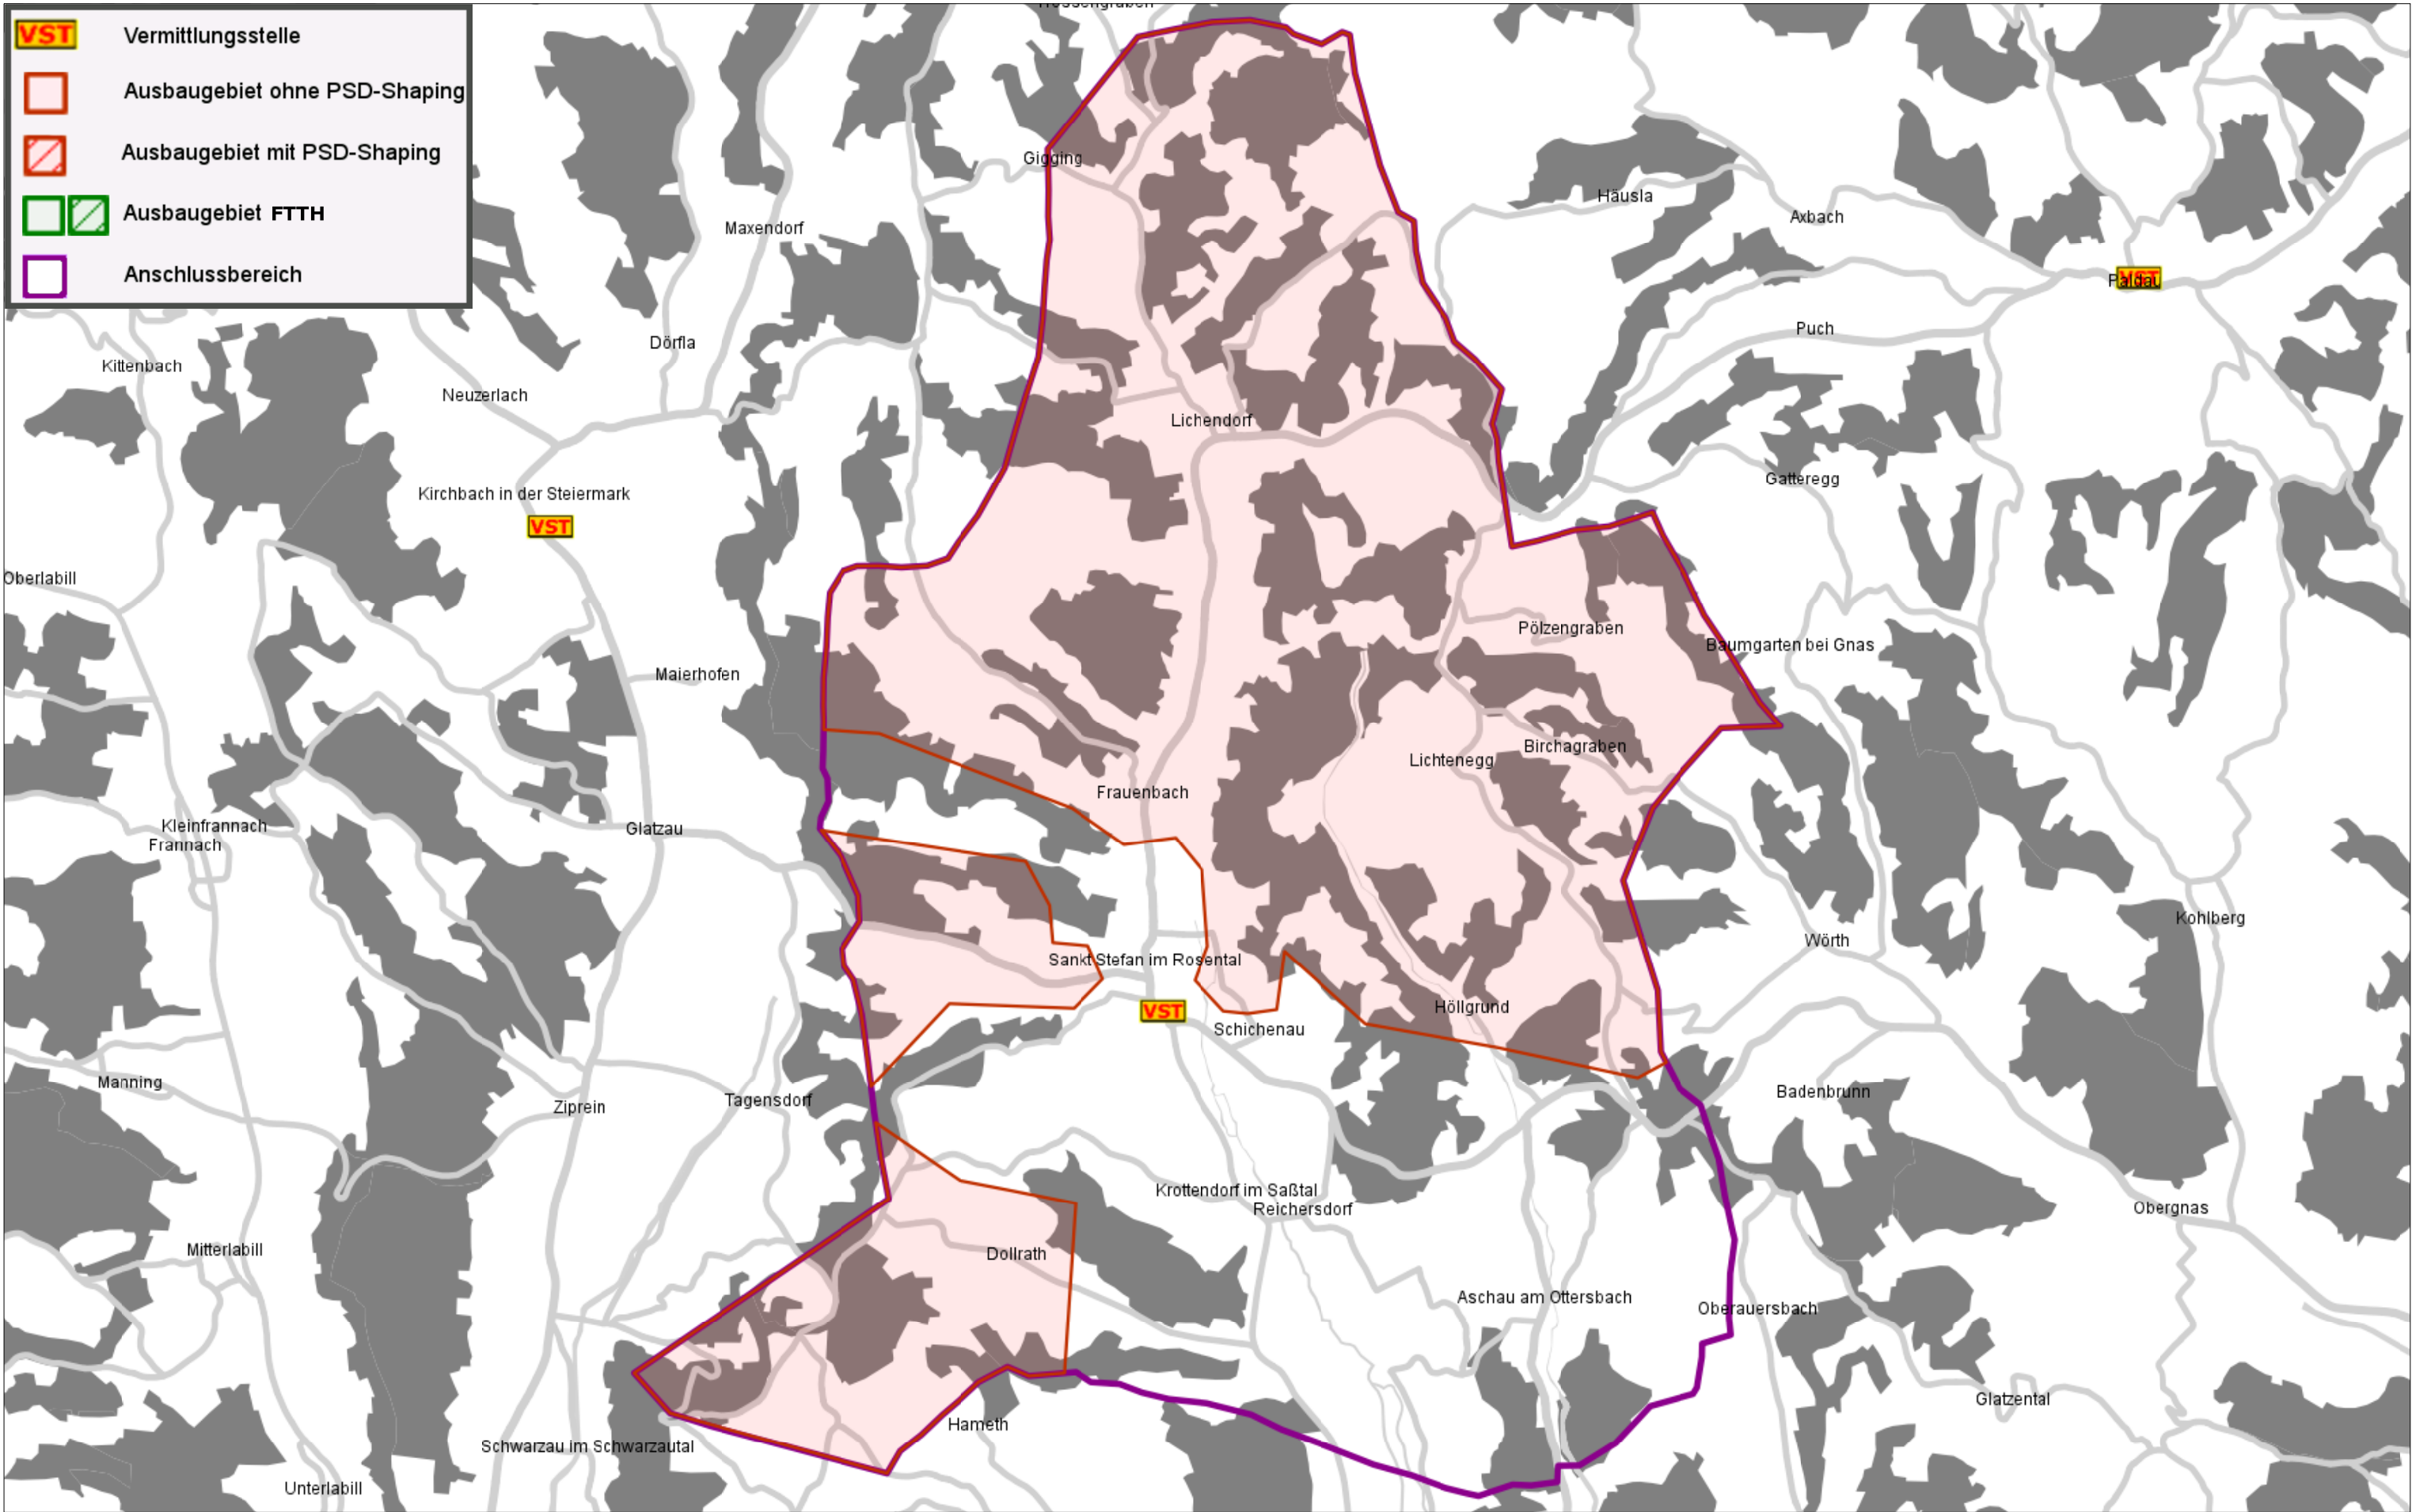 VST Vermittlungsstelle
Ausbaugebiet ohne PSD-Shaping
Ausbaugebiet mit PSD-Shaping
Ausbaugebiet FTTH
Anschlussbereich
Gigging
Häusla
Axbach
Maxendorf
VST
Paldau
Puch
Dörfla
Kittenbach
Neuzerlach
Lichendorf
Gatteregg
Kirchbach in der Steiermark
VST
Oberlabill
Pölzengraben
Baumgarten bei Gnas
Maierhofen
Birchagraben
Lichtenegg
Frauenbach
Kleinfrannach
Glatzau
Frannach
Kohlberg
Wörth
Sankt Stefan im Rosental
Höllgrund
VST
Schichenau
Manning
Badenbrunn
Tagensdorf
Ziprein
Krottendorf im Saßtal
Reichersdorf
Obergnas
Mitterlabill
Dollrath
Aschau am Ottersbach
Oberauersbach
Glatzental
Hameth
Schwarzau im Schwarzautal
Unterlabill